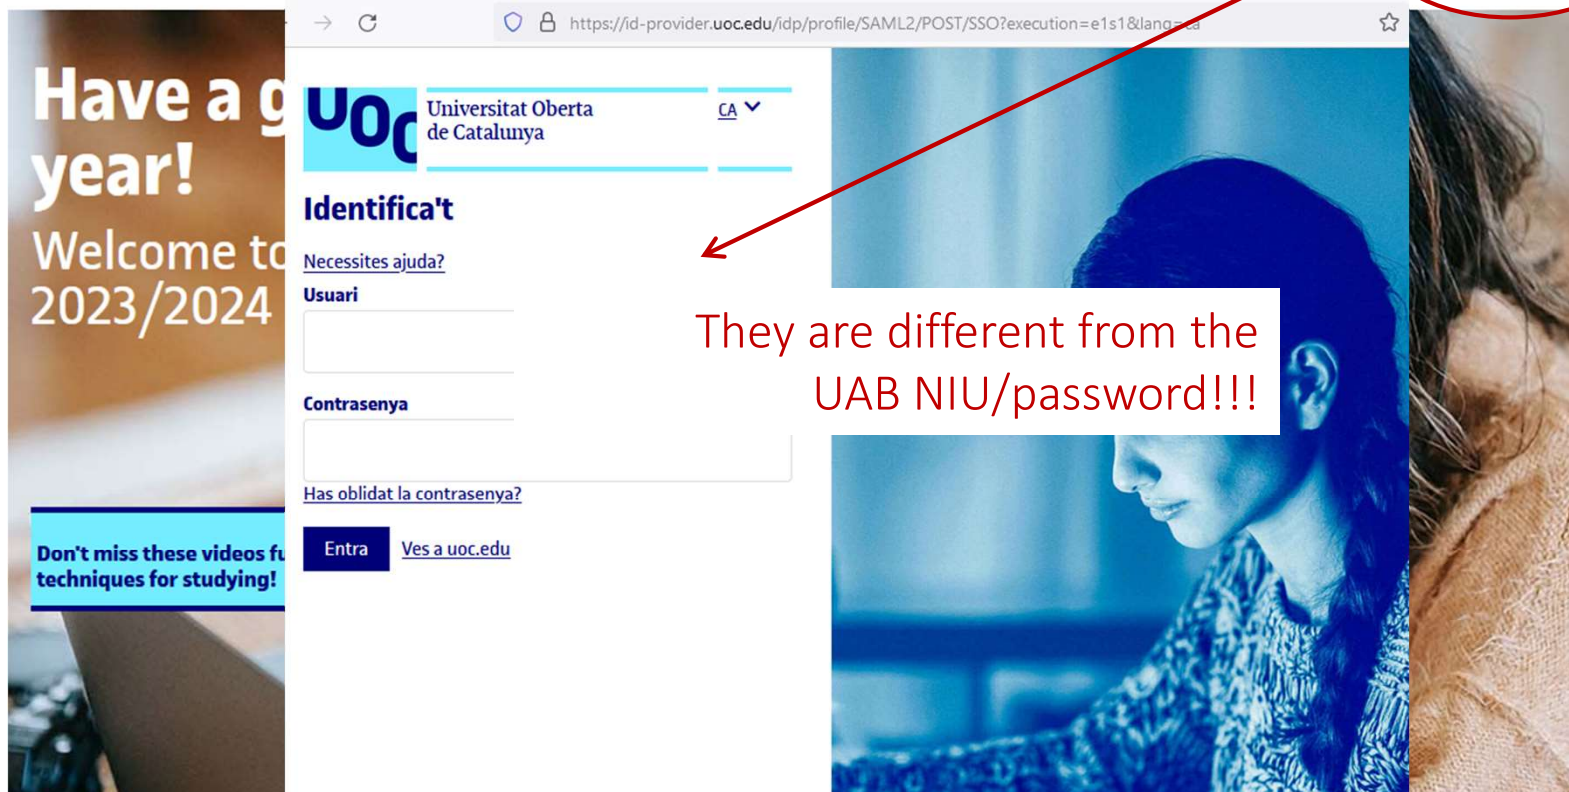 https://id-provider.uoc.edu/idp/profile/SAML2/POST/SSO?execution=e1s1&lang=ca
Have a g
year!
Welcome to
2023/2024
Don't miss these videos fu
techniques for studying!
UOC
Universitat Oberta
de Catalunya
CA
Identifica't
Necessites ajuda?
Usuari
Contrasenya
Has oblidat la contrasenya?
Entra
Ves a uoc.edu
They are different from the
UAB NIU/password!!!